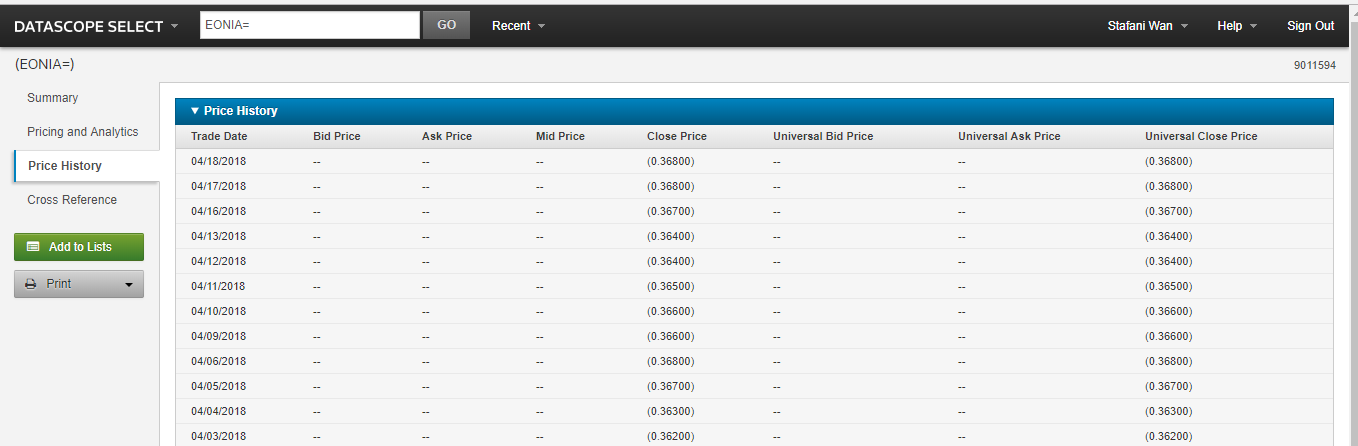 DATASCOPE SELECT EONIA= GO Recent Stafani Wan Help Sign Out
(EONIA=) 9011594
Summary
Pricing and Analytics
Price History
Cross Reference
Add to Lists
Print
Price History
Trade Date Bid Price Ask Price Mid Price Close Price Universal Bid Price Universal Ask Price Universal Close Price
04/18/2018 -- -- -- (0.36800) -- -- (0.36800)
04/17/2018 -- -- -- (0.36800) -- -- (0.36800)
04/16/2018 -- -- -- (0.36700) -- -- (0.36700)
04/13/2018 -- -- -- (0.36400) -- -- (0.36400)
04/12/2018 -- -- -- (0.36400) -- -- (0.36400)
04/11/2018 -- -- -- (0.36500) -- -- (0.36500)
04/10/2018 -- -- -- (0.36600) -- -- (0.36600)
04/09/2018 -- -- -- (0.36600) -- -- (0.36600)
04/06/2018 -- -- -- (0.36800) -- -- (0.36800)
04/05/2018 -- -- -- (0.36700) -- -- (0.36700)
04/04/2018 -- -- -- (0.36300) -- -- (0.36300)
04/03/2018 -- -- -- (0.36200) -- -- (0.36200)